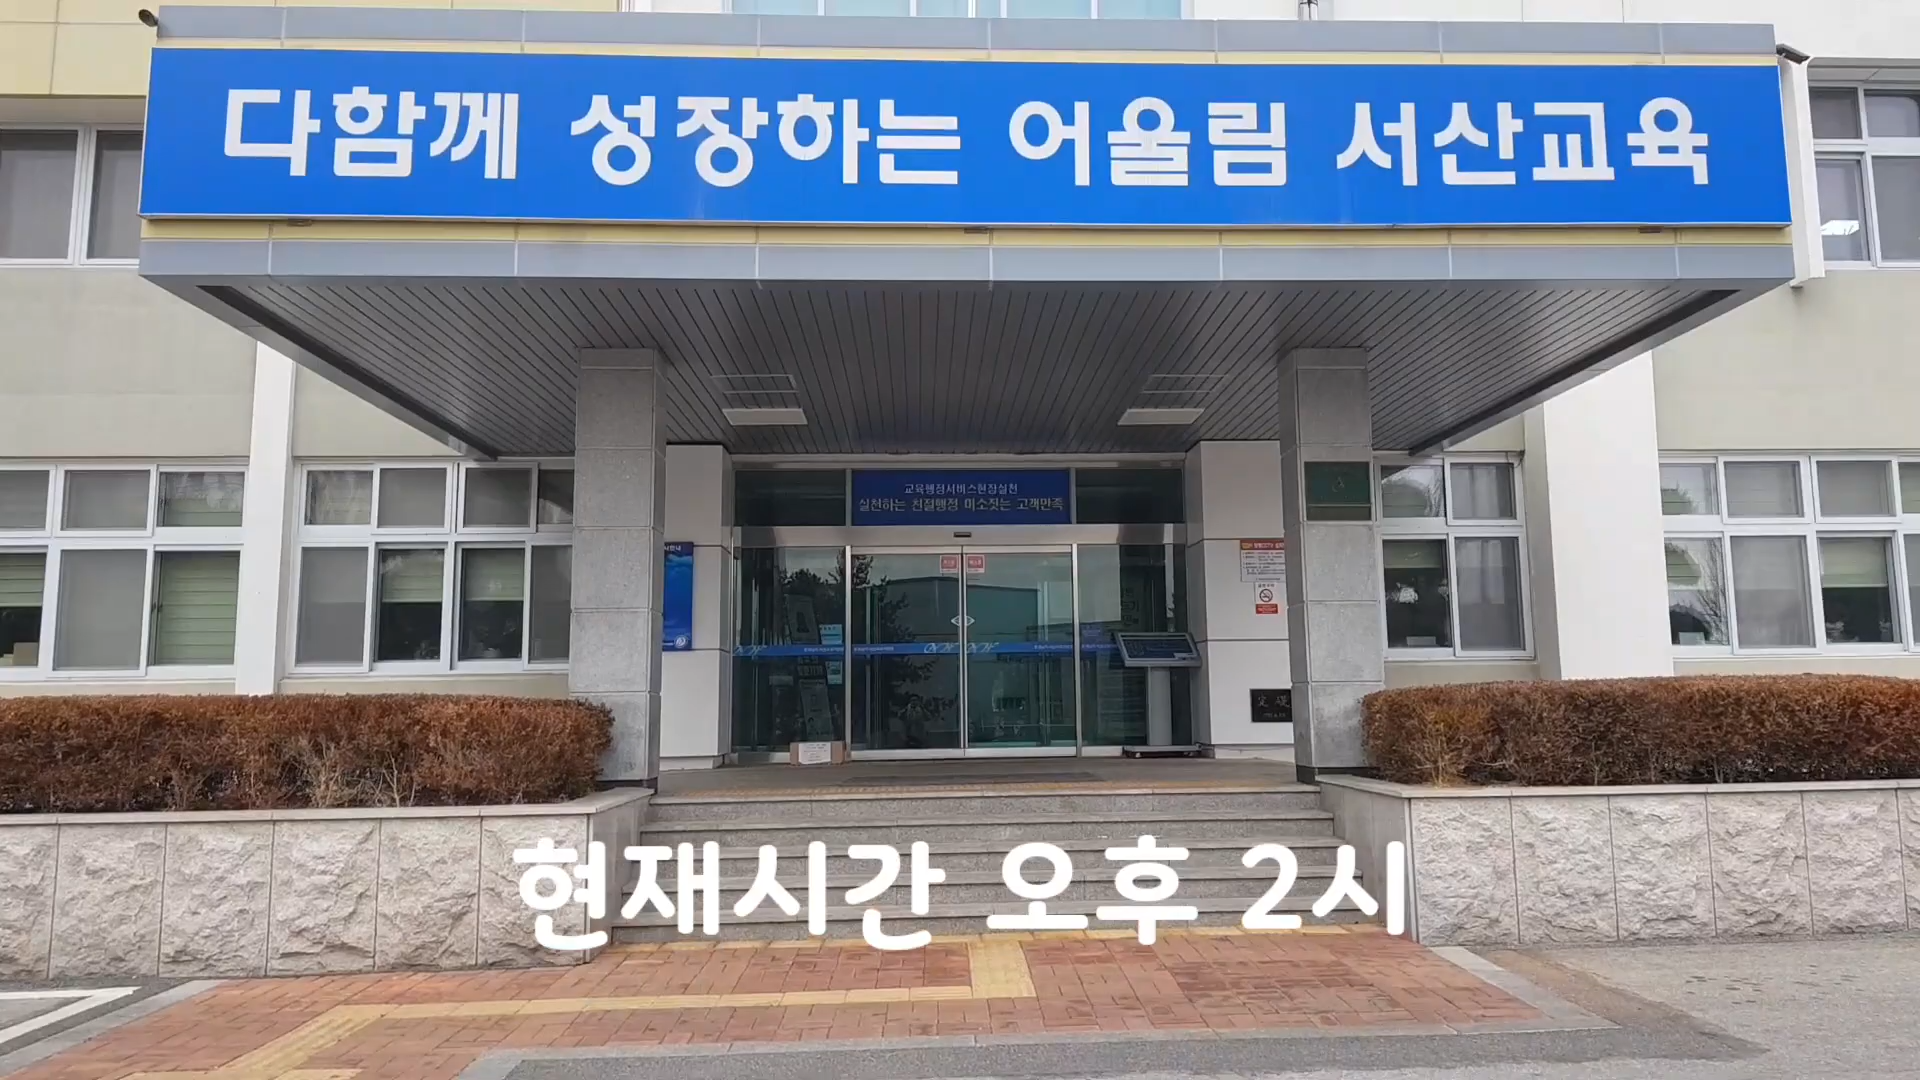 다함께 성장하는 어울림 서산교육
교육행정서비스헌장실천
실천하는 친절행정 미소짓는 고객만족
현재시간 오후 2시